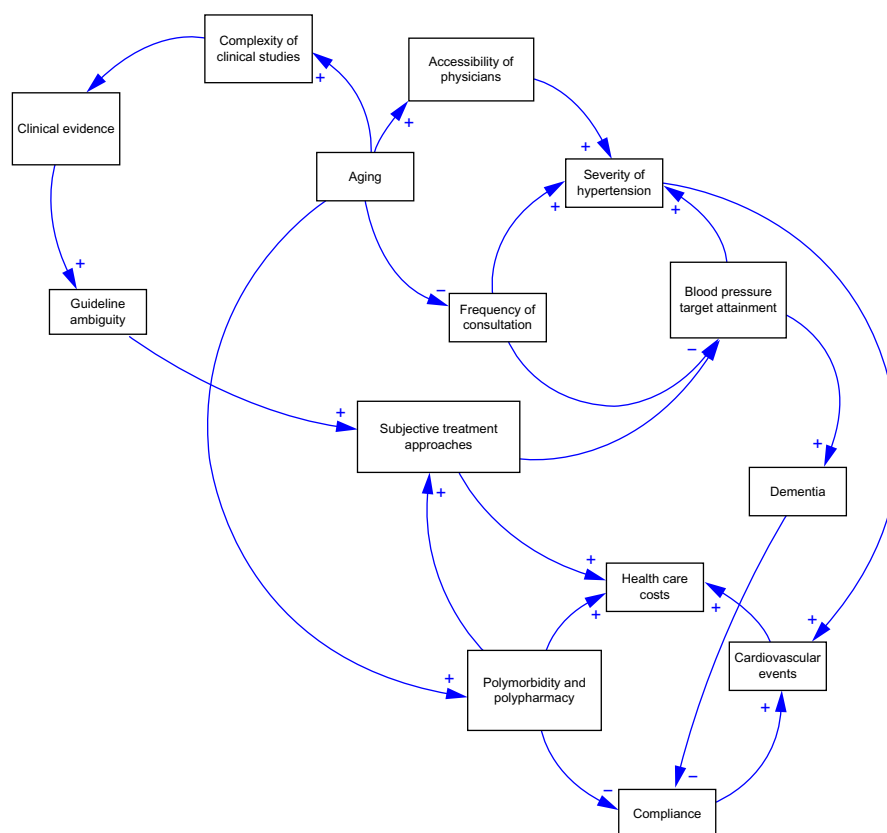 Complexity of
clinical studies
+
Accessibility of
physicians
+
Clinical evidence
+
Aging
Severity of
hypertension
+
+
+
Guideline
ambiguity
−
Frequency of
consultation
Blood pressure
target attainment
−
+
Subjective treatment
approaches
+
+
Dementia
+
Health care
costs
+
+
+
Cardiovascular
events
+
+
Polymorbidity and
polypharmacy
−
−
Compliance